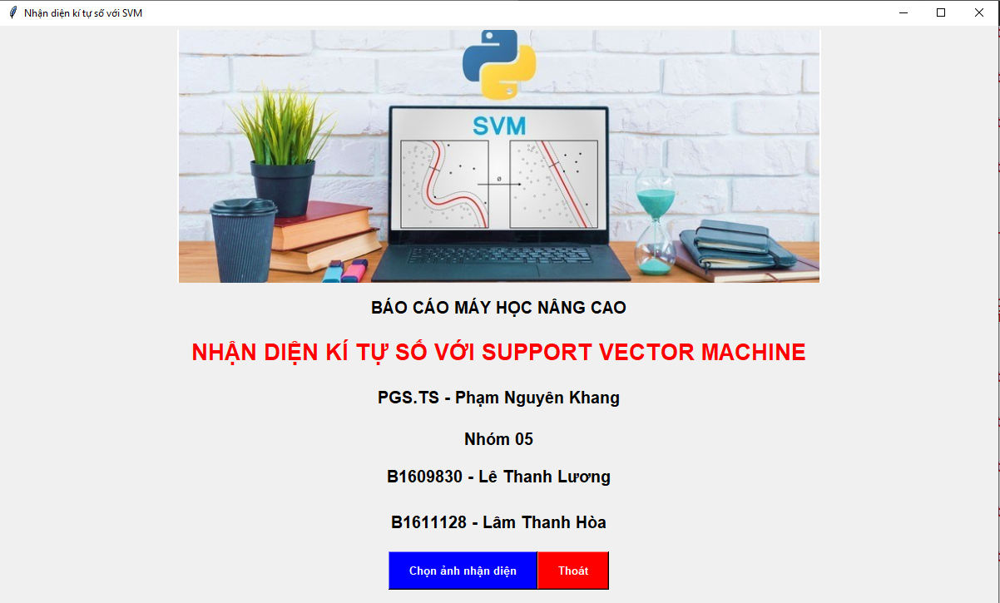 Nhận diện kí tự số với SVM
SVM
Ø
BÁO CÁO MÁY HỌC NÂNG CAO
NHẬN DIỆN KÍ TỰ SỐ VỚI SUPPORT VECTOR MACHINE
PGS.TS - Phạm Nguyên Khang
Nhóm 05
B1609830 - Lê Thanh Lương
B1611128 - Lâm Thanh Hòa
Chọn ảnh nhận diện
Thoát